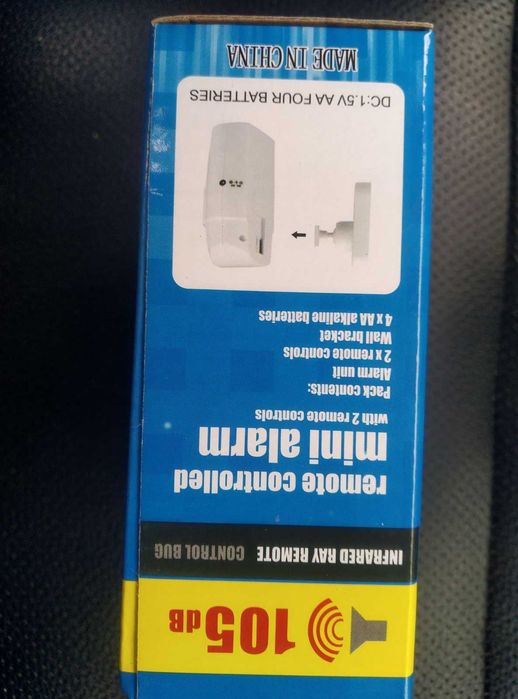 105dB
INFRARED RAY REMOTE CONTROL BUG
remote controlled
mini alarm
with 2 remote controls
Pack contents:
Alarm unit
2 x remote controls
Wall bracket
4 x AA alkaline batteries
DC:1.5V AA FOUR BATTERIES
MADE IN CHINA